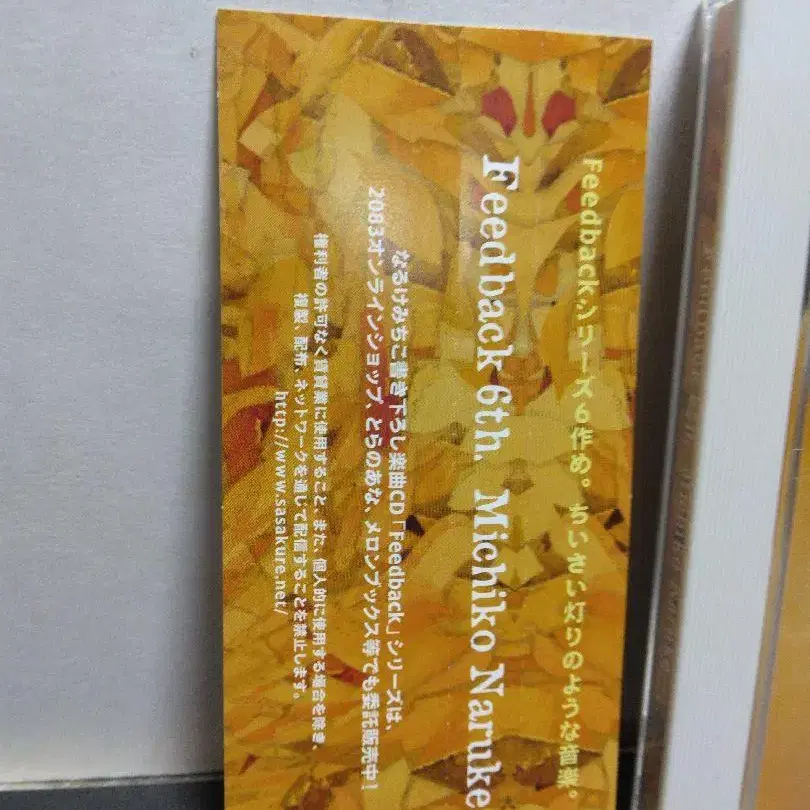 Feedbackシリーズ6作め。ちいさい灯りのような音楽。
Feedback 6th Michiko Naruke
なるけみちこ書き下ろし楽曲CD「Feedback」シリーズは、
2083オンラインショップ、とらのあな、メロンブックス等でも委託販売中!
権利者の許可なく賃貸業に使用すること、また、個人的に使用する場合を除き、
複製、配布、ネットワークを通じて配信することを禁止します。
http://www.sasakure.net/